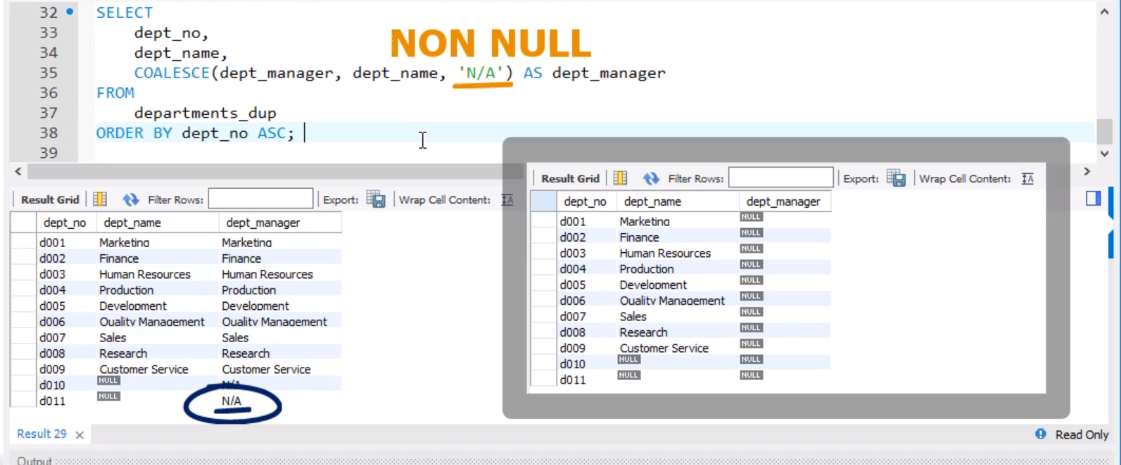 32 SELECT
33 dept_no,
34 dept_name,
NON NULL
35 COALESCE(dept_manager, dept_name, 'N/A') AS dept_manager
36 FROM
37 departments_dup
38 ORDER BY dept_no ASC;
39
Result Grid Filter Rows: Export: Wrap Cell Content:
dept_no dept_name dept_manager
d001 Marketing Marketing
d002 Finance Finance
d003 Human Resources Human Resources
d004 Production Production
d005 Development Development
d006 Quality Management Quality Management
d007 Sales Sales
d008 Research Research
d009 Customer Service Customer Service
d010 NULL N/A
d011 NULL N/A
Result Grid Filter Rows: Export: Wrap Cell Content:
dept_no dept_name dept_manager
d001 Marketing NULL
d002 Finance NULL
d003 Human Resources NULL
d004 Production NULL
d005 Development NULL
d006 Quality Management NULL
d007 Sales NULL
d008 Research NULL
d009 Customer Service NULL
d010 NULL NULL
d011 NULL NULL
Result 29 Read Only
Output